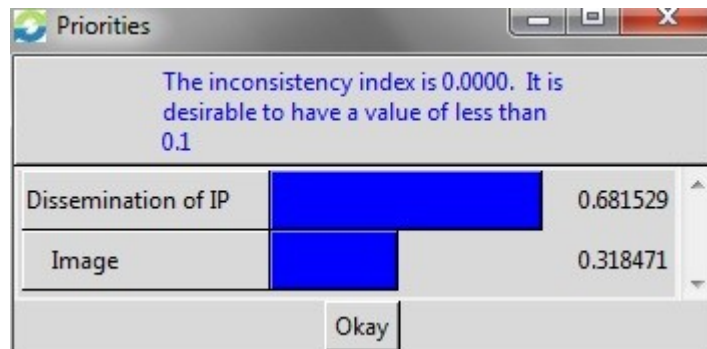 Priorities
The inconsistency index is 0.0000.  It is
desirable to have a value of less than
0.1
Dissemination of IP 0.681529
Image 0.318471
Okay